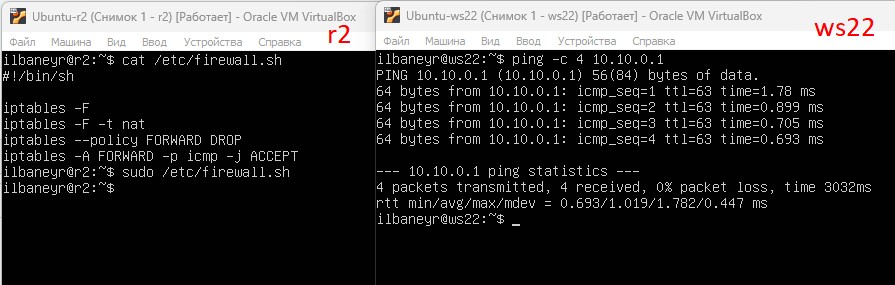 Ubuntu-r2 (Снимок 1 - r2) [Работает] - Oracle VM VirtualBox
Файл Машина Вид Ввод Устройства Справка
r2
ilbaneyr@r2:~$ cat /etc/firewall.sh
#!/bin/sh
iptables -F
iptables -F -t nat
iptables --policy FORWARD DROP
iptables -A FORWARD -p icmp -j ACCEPT
ilbaneyr@r2:~$ sudo /etc/firewall.sh
ilbaneyr@r2:~$
Ubuntu-ws22 (Снимок 1 - ws22) [Работает] - Oracle VM VirtualBox
Файл Машина Вид Ввод Устройства Справка
ws22
ilbaneyr@ws22:~$ ping -c 4 10.10.0.1
PING 10.10.0.1 (10.10.0.1) 56(84) bytes of data.
64 bytes from 10.10.0.1: icmp_seq=1 ttl=63 time=1.78 ms
64 bytes from 10.10.0.1: icmp_seq=2 ttl=63 time=0.899 ms
64 bytes from 10.10.0.1: icmp_seq=3 ttl=63 time=0.705 ms
64 bytes from 10.10.0.1: icmp_seq=4 ttl=63 time=0.693 ms
--- 10.10.0.1 ping statistics ---
4 packets transmitted, 4 received, 0% packet loss, time 3032ms
rtt min/avg/max/mdev = 0.693/1.019/1.782/0.447 ms
ilbaneyr@ws22:~$ _